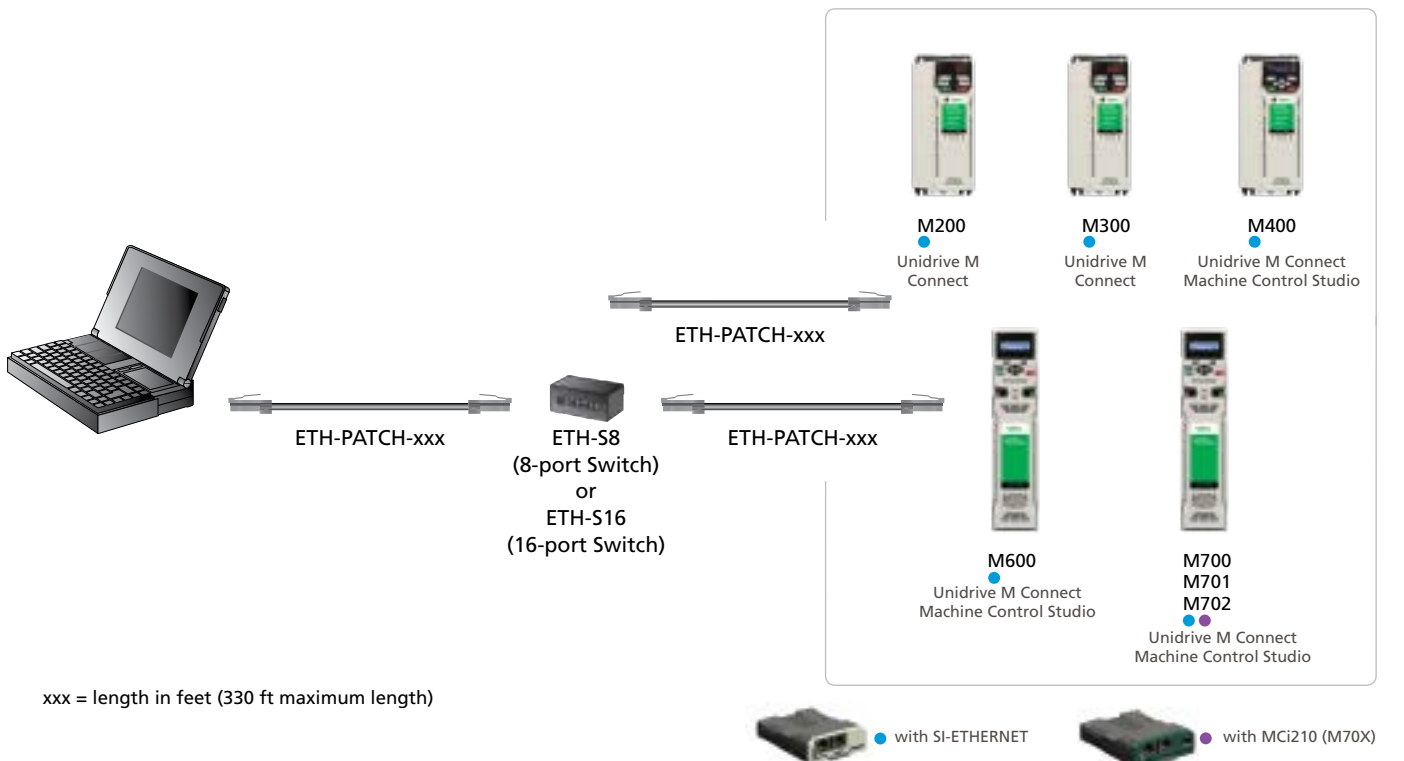 M200
Unidrive M
Connect
M300
Unidrive M
Connect
M400
Unidrive M Connect
Machine Control Studio
ETH-PATCH-xxx
ETH-PATCH-xxx
ETH-S8
(8-port Switch)
or
ETH-S16
(16-port Switch)
ETH-PATCH-xxx
M600
Unidrive M Connect
Machine Control Studio
M700
M701
M702
Unidrive M Connect
Machine Control Studio
xxx = length in feet (330 ft maximum length)
with SI-ETHERNET
with MCi210 (M70X)